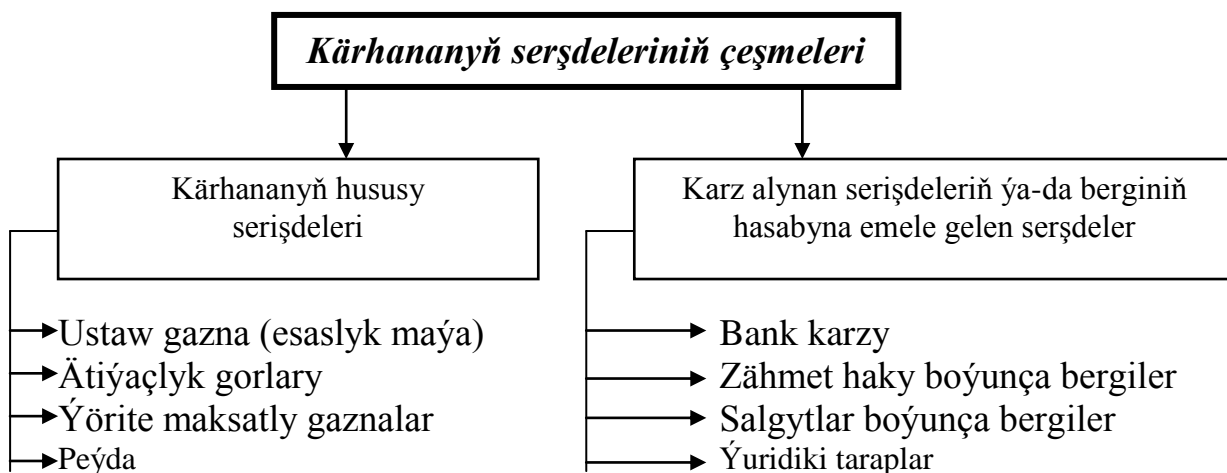 Kärhananyň serşdeleriniň çeşmeleri
Kärhananyň hususy
serişdeleri
Ustaw gazna (esaslyk maýa)
Ätiýaçlyk gorlary
Ýörite maksatly gaznalar
Peýda
Karz alynan serişdeleriň ýa-da berginiň
hasabyna emele gelen serşdeler
Bank karzy
Zähmet haky boýunça bergiler
Salgytlar boýunça bergiler
Ýuridiki taraplar